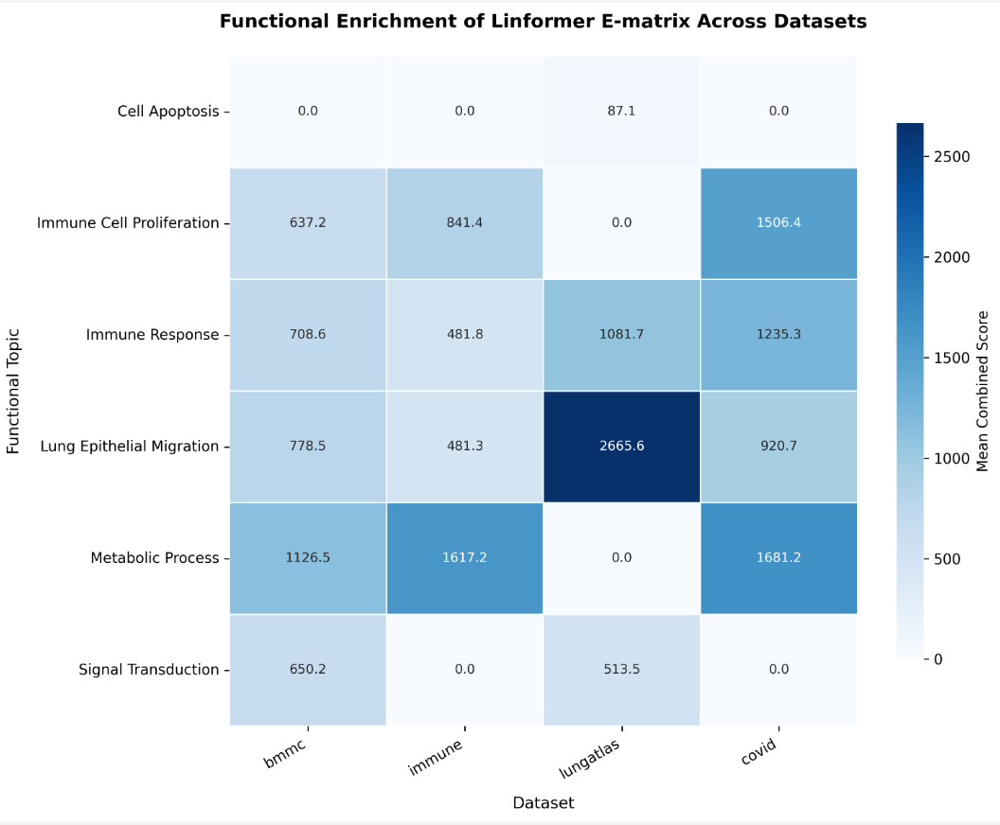 Functional Enrichment of Linformer E-matrix Across Datasets
Cell Apoptosis
0.0 0.0 87.1 0.0
Immune Cell Proliferation
637.2 841.4 0.0 1506.4
Immune Response
708.6 481.8 1081.7 1235.3
Lung Epithelial Migration
778.5 481.3 2665.6 920.7
Metabolic Process
1126.5 1617.2 0.0 1681.2
Signal Transduction
650.2 0.0 513.5 0.0
Functional Topic
bmmc immune lungatlas covid
Dataset
2500
2000
1500
1000
500
0
Mean Combined Score